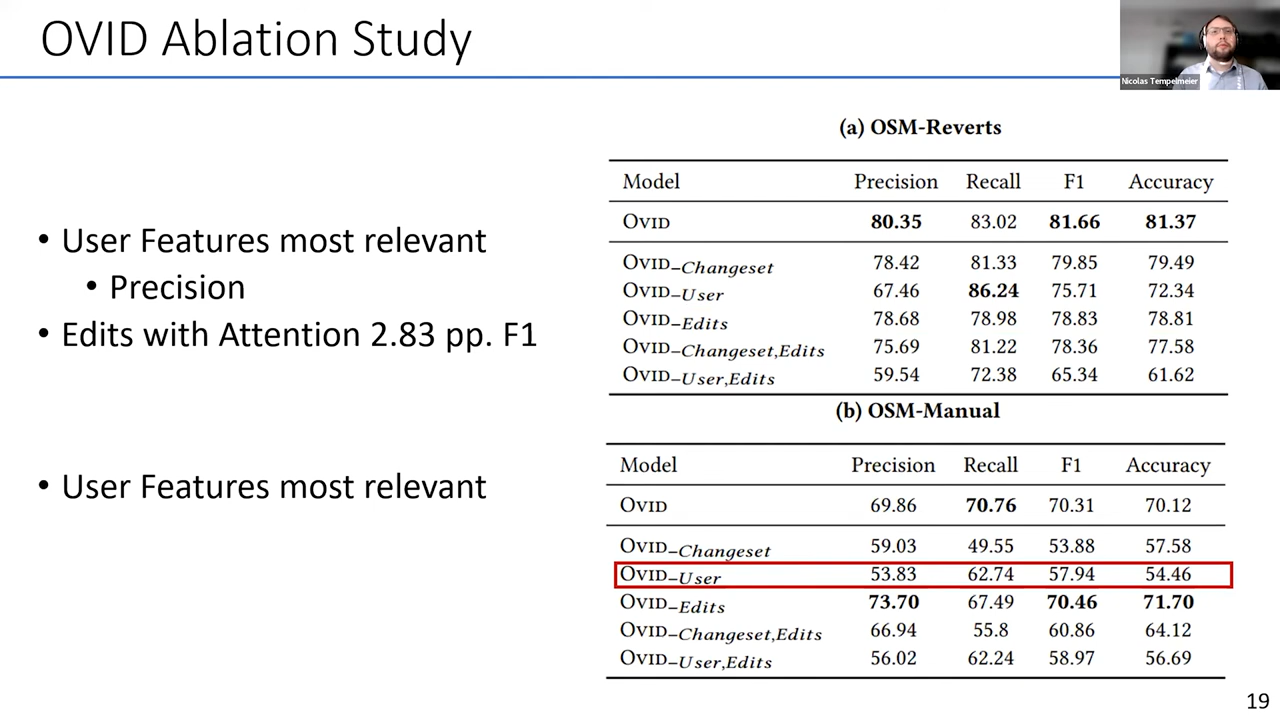 OVID Ablation Study
Nicolas Tempelmeier
• User Features most relevant
• Precision
• Edits with Attention 2.83 pp. F1
• User Features most relevant
(a) OSM-Reverts
Model Precision Recall F1 Accuracy
OVID 80.35 83.02 81.66 81.37
OVID–Changeset 78.42 81.33 79.85 79.49
OVID–User 67.46 86.24 75.71 72.34
OVID–Edits 78.68 78.98 78.83 78.81
OVID–Changeset,Edits 75.69 81.22 78.36 77.58
OVID–User,Edits 59.54 72.38 65.34 61.62
(b) OSM-Manual
Model Precision Recall F1 Accuracy
OVID 69.86 70.76 70.31 70.12
OVID–Changeset 59.03 49.55 53.88 57.58
OVID–User 53.83 62.74 57.94 54.46
OVID–Edits 73.70 67.49 70.46 71.70
OVID–Changeset,Edits 66.94 55.8 60.86 64.12
OVID–User,Edits 56.02 62.24 58.97 56.69
19